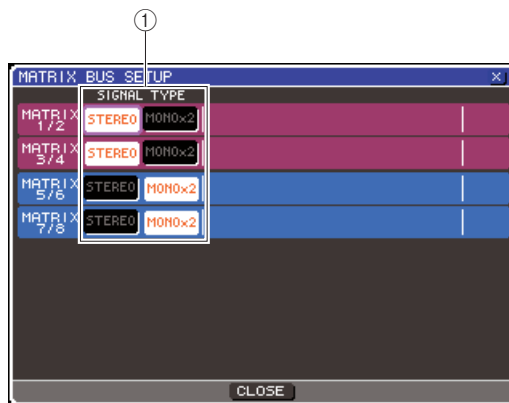 ①
MATRIX BUS SETUP ×
SIGNAL TYPE
MATRIX 1/2 STEREO MONO×2
MATRIX 3/4 STEREO MONO×2
MATRIX 5/6 STEREO MONO×2
MATRIX 7/8 STEREO MONO×2
CLOSE